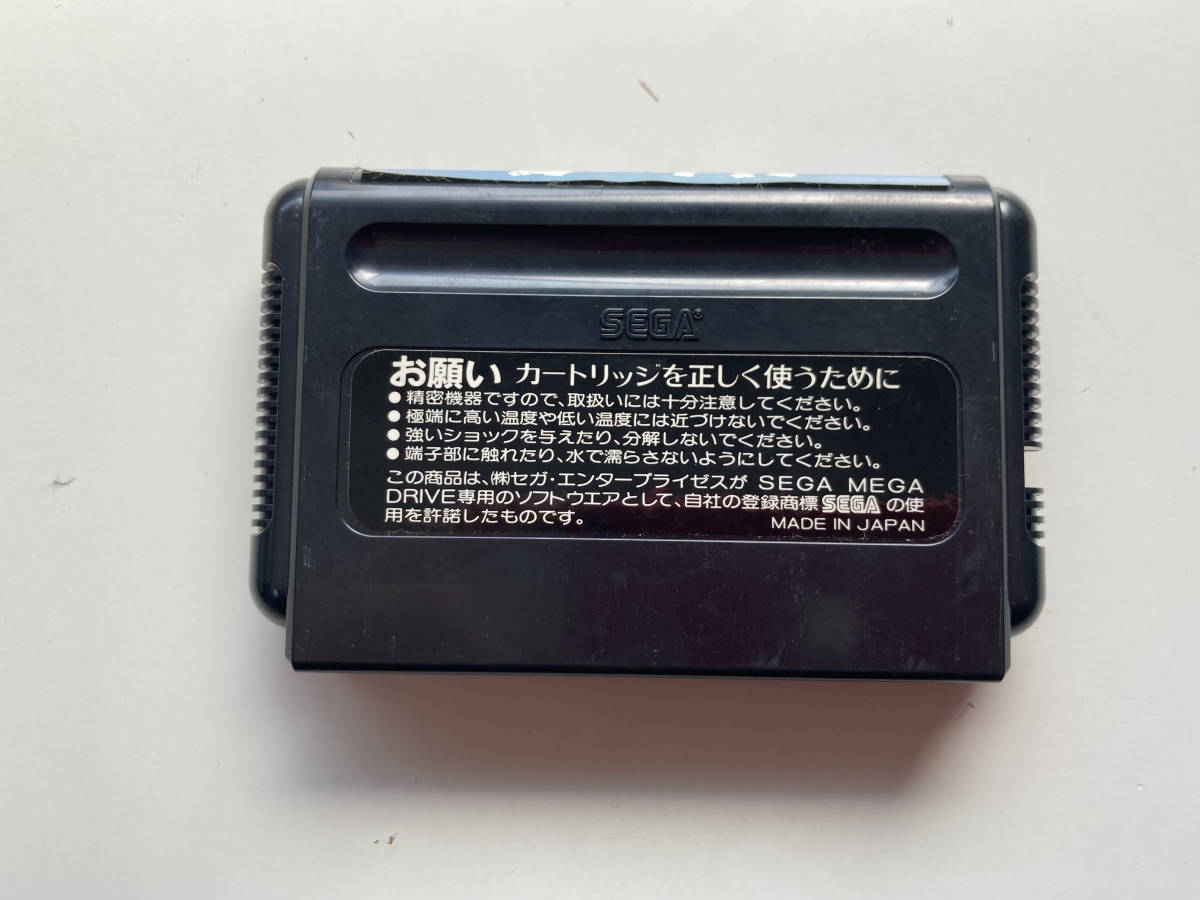 SEGA®
お願い カートリッジを正しく使うために
●精密機器ですので、取扱いには十分注意してください。
●極端に高い温度や低い温度には近づけないでください。
●強いショックを与えたり、分解しないでください。
●端子部に触れたり、水で濡らさないようにしてください。
この商品は、㈱セガ・エンタープライゼスが SEGA MEGA
DRIVE専用のソフトウエアとして、自社の登録商標 SEGA の使
用を許諾したものです。
MADE IN JAPAN